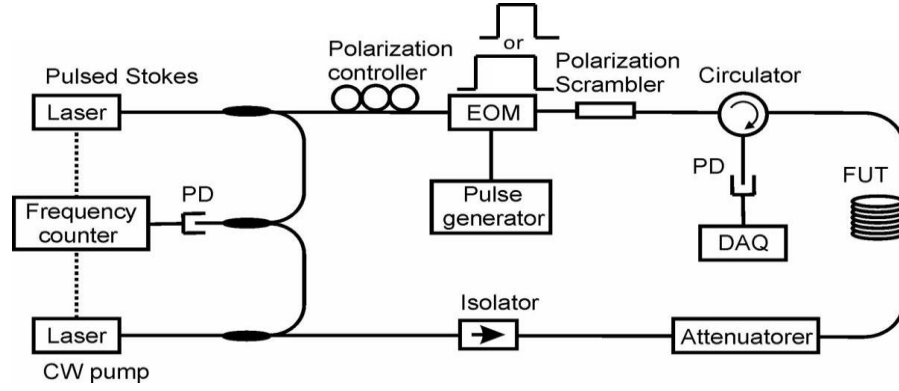 or
Polarization
controller
Polarization
Scrambler
Circulator
Pulsed Stokes
Laser
EOM
PD
PD
FUT
Frequency
counter
Pulse
generator
DAQ
Isolator
Laser
Attenuatorer
CW pump